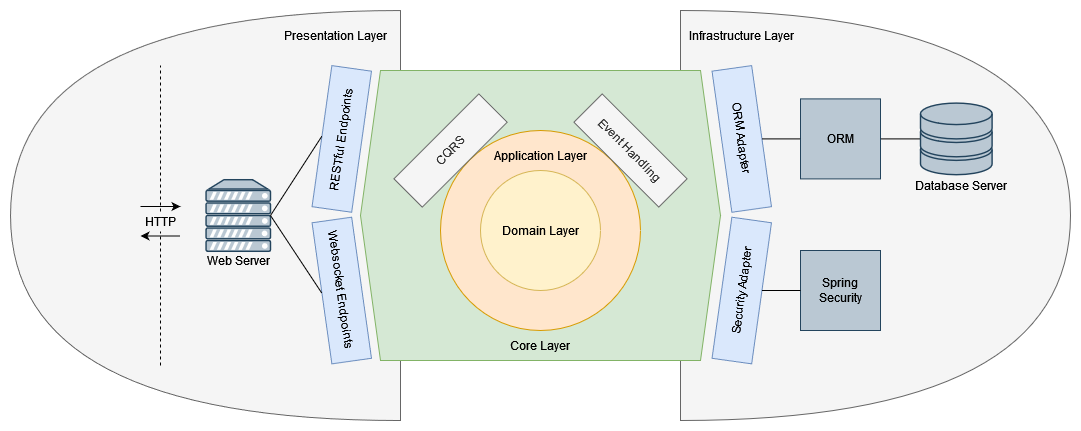 Presentation Layer
Infrastructure Layer
RESTful Endpoints
CQRS
Event Handling
ORM Adapter
ORM
Application Layer
Database Server
HTTP
Domain Layer
Web Server
Websocket Endpoints
Security Adapter
Spring
Security
Core Layer